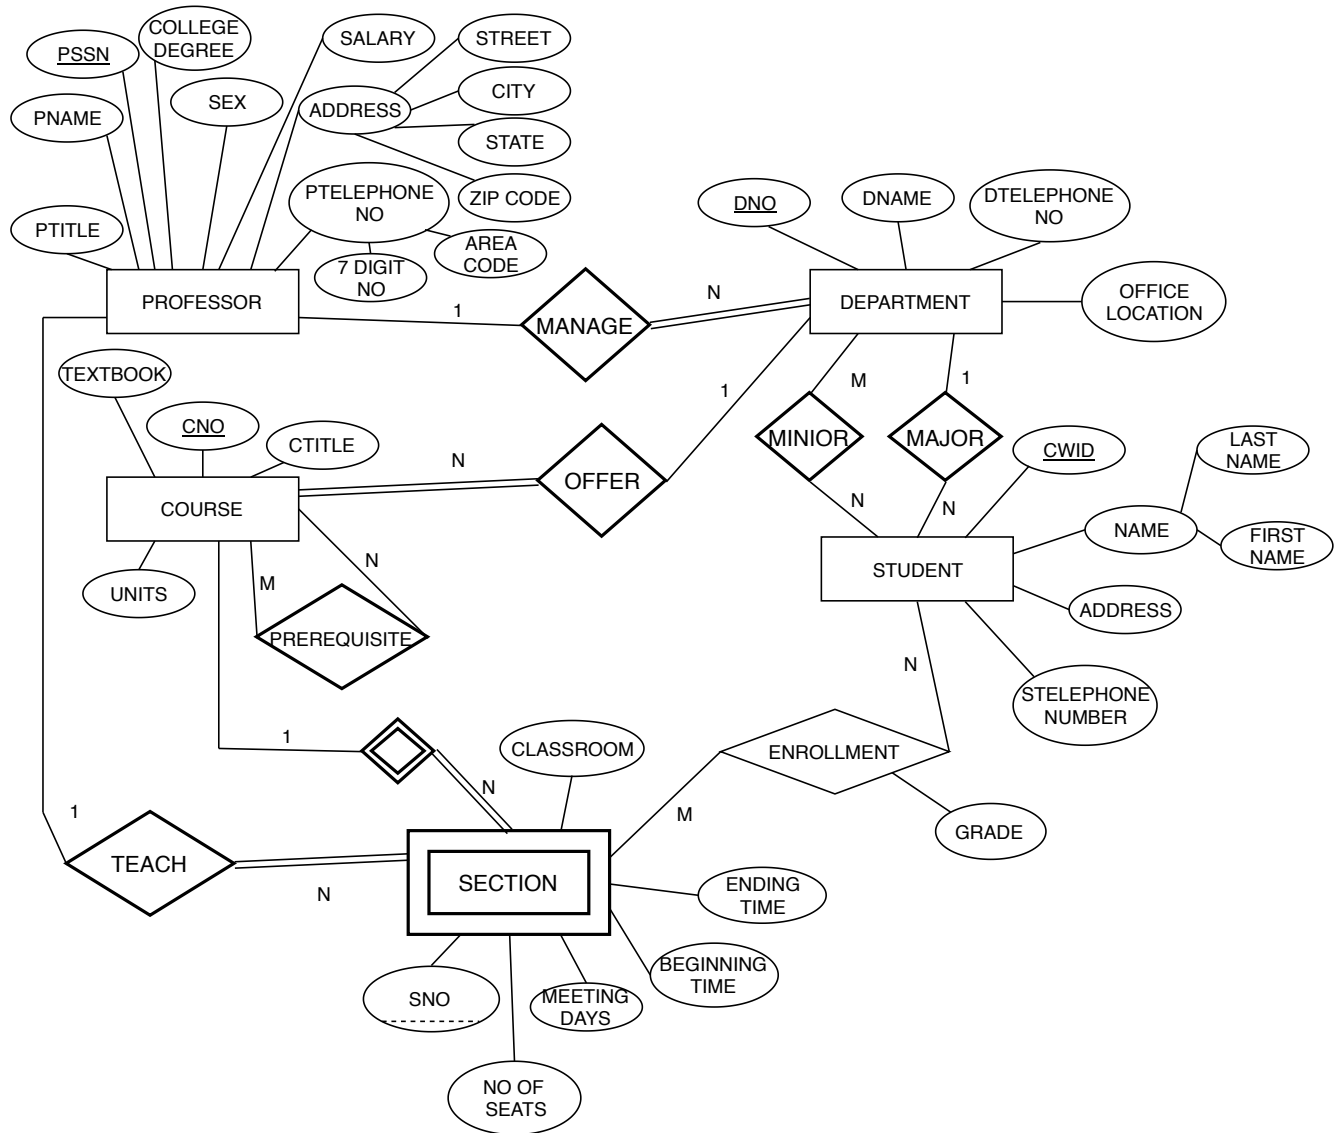 COLLEGE
DEGREE
SALARY
STREET
PSSN
CITY
SEX
ADDRESS
PNAME
STATE
PTELEPHONE
NO
ZIP CODE
DNO
DNAME
DTELEPHONE
NO
PTITLE
AREA
CODE
7 DIGIT
NO
PROFESSOR
1
MANAGE
N
DEPARTMENT
OFFICE
LOCATION
TEXTBOOK
1
M
1
CNO
CTITLE
N
OFFER
MINIOR
MAJOR
CWID
LAST
NAME
COURSE
N
N
NAME
FIRST
NAME
UNITS
M
N
STUDENT
ADDRESS
PREREQUISITE
N
STELEPHONE
NUMBER
1
CLASSROOM
ENROLLMENT
N
1
M
GRADE
TEACH
N
SECTION
ENDING
TIME
BEGINNING
TIME
SNO
MEETING
DAYS
NO OF
SEATS